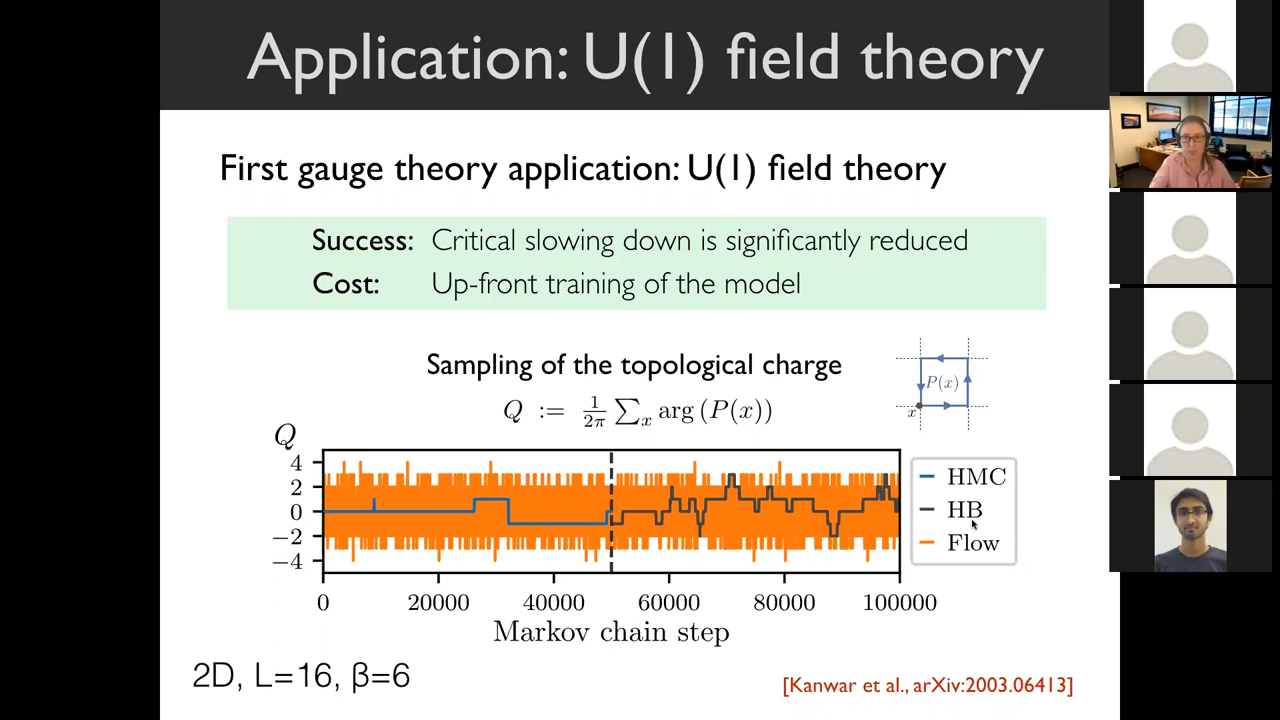 Application: U(1) field theory
First gauge theory application: U(1) field theory
Success: Critical slowing down is significantly reduced
Cost: Up-front training of the model
Sampling of the topological charge
Q := 1/2π ∑x arg (P(x))
P(x)
x
Q
4
2
0
−2
−4
0 20000 40000 60000 80000 100000
Markov chain step
HMC
HB
Flow
2D, L=16, β=6
[Kanwar et al., arXiv:2003.06413]